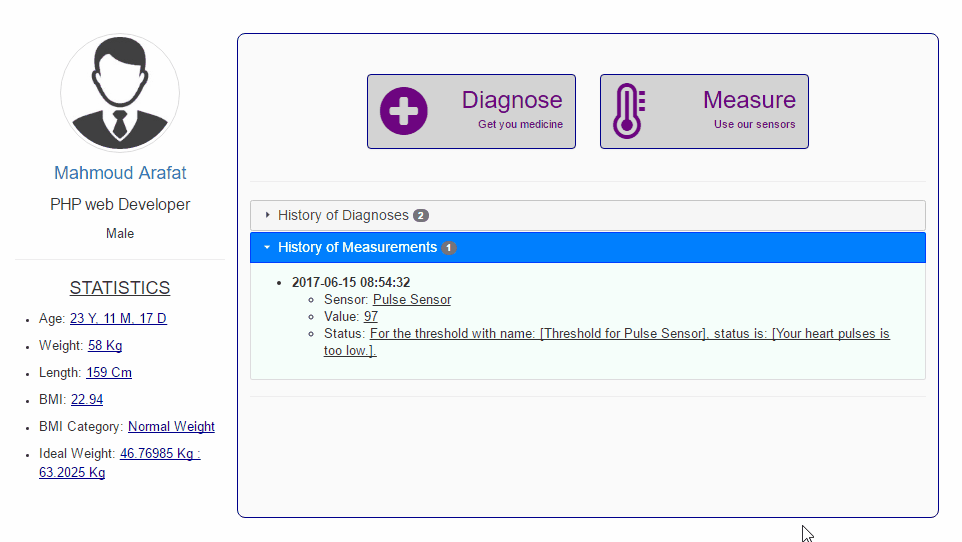 Mahmoud Arafat
PHP web Developer
Male
STATISTICS
Age: 23 Y, 11 M, 17 D
Weight: 58 Kg
Length: 159 Cm
BMI: 22.94
BMI Category: Normal Weight
Ideal Weight: 46.76985 Kg :
63.2025 Kg
Diagnose
Get you medicine
Measure
Use our sensors
History of Diagnoses 2
History of Measurements 1
2017-06-15 08:54:32
Sensor: Pulse Sensor
Value: 97
Status: For the threshold with name: [Threshold for Pulse Sensor], status is: [Your heart pulses is
too low.].